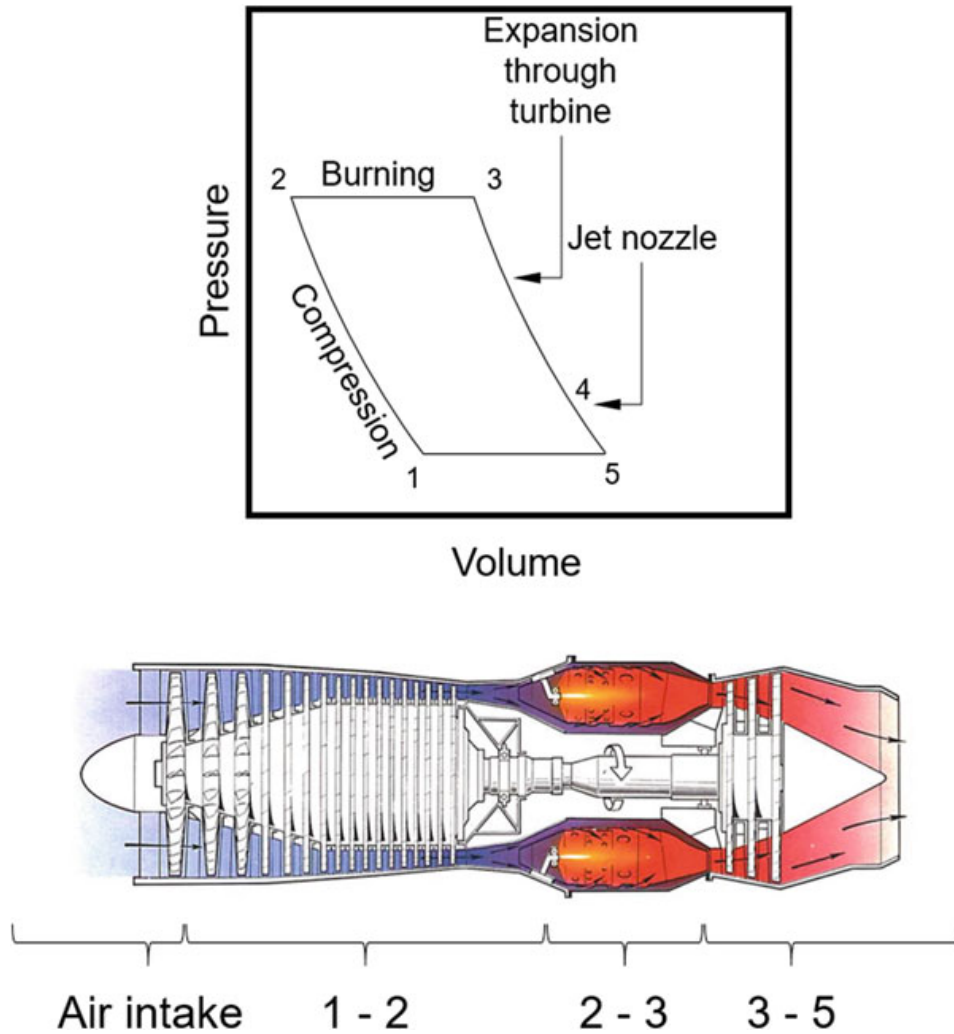 Expansion
through
turbine
2 Burning 3
Jet nozzle
Pressure
Compression
4
1 5
Volume
Air intake 1 - 2 2 - 3 3 - 5